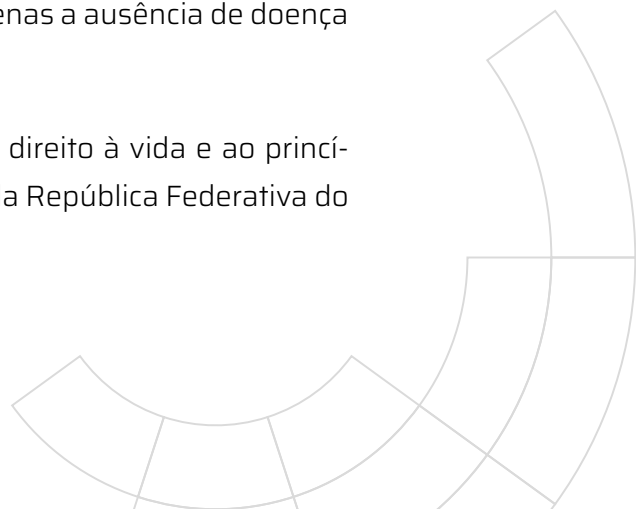 enas a ausência de doença
direito à vida e ao princí-
a República Federativa do